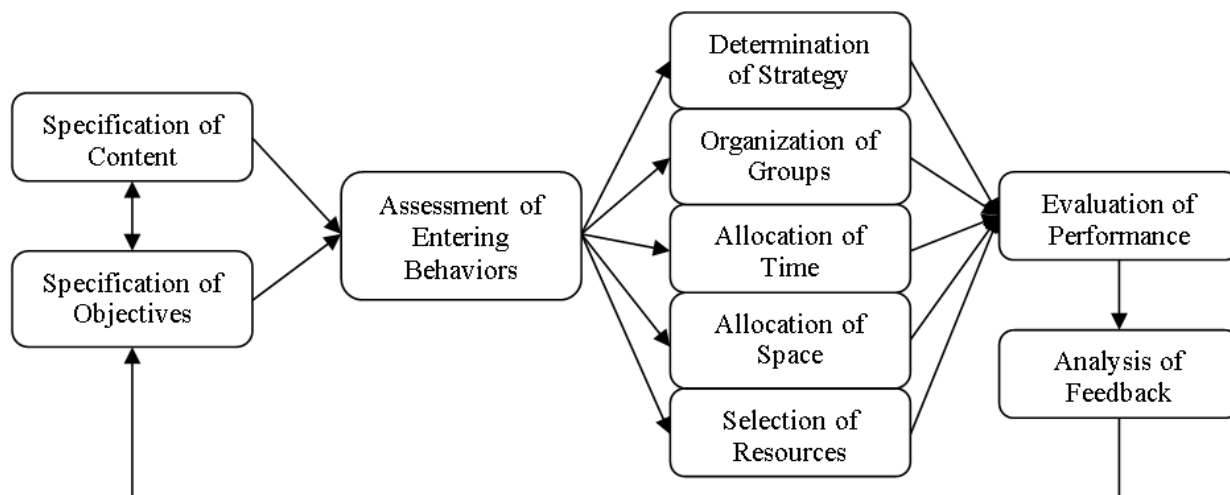 Specification of
Content
Specification of
Objectives
Assessment of
Entering
Behaviors
Determination
of Strategy
Organization of
Groups
Allocation of
Time
Allocation of
Space
Selection of
Resources
Evaluation of
Performance
Analysis of
Feedback